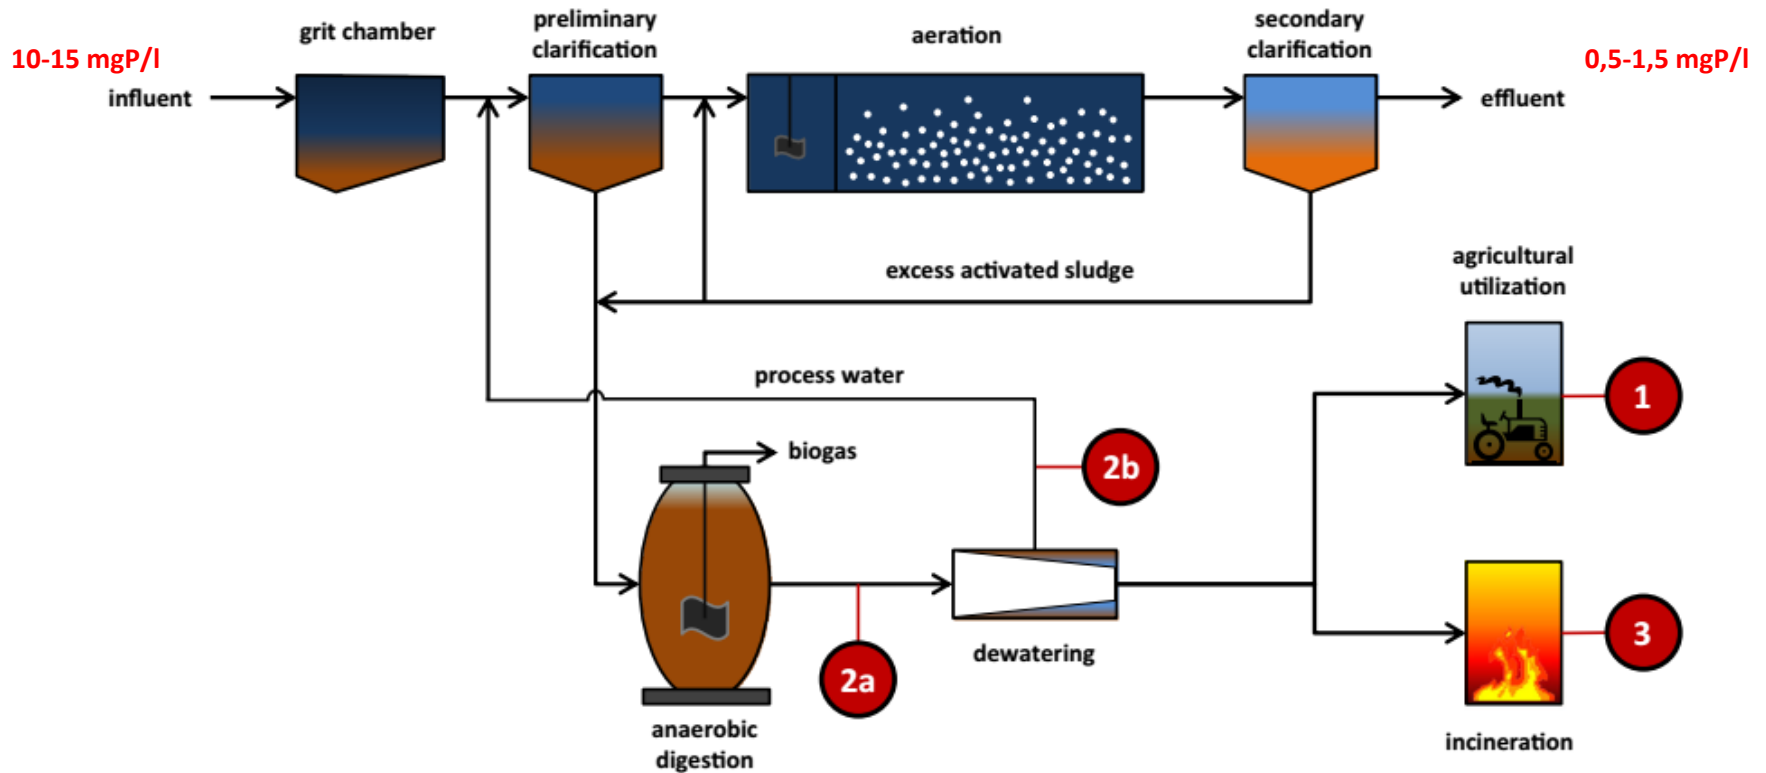 10-15 mgP/l
influent
grit chamber
preliminary
clarification
aeration
secondary
clarification
0,5-1,5 mgP/l
effluent
excess activated sludge
agricultural
utilization
1
process water
biogas
2b
2a
dewatering
3
anaerobic
digestion
incineration